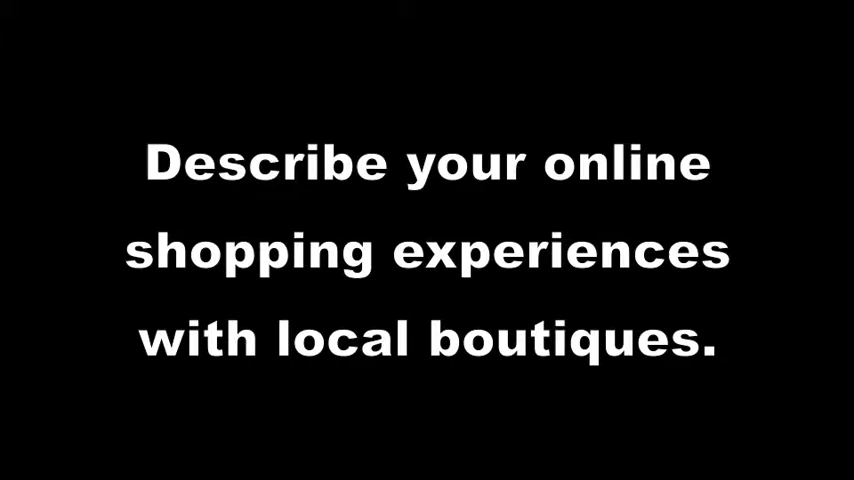 Describe your online
shopping experiences
with local boutiques.